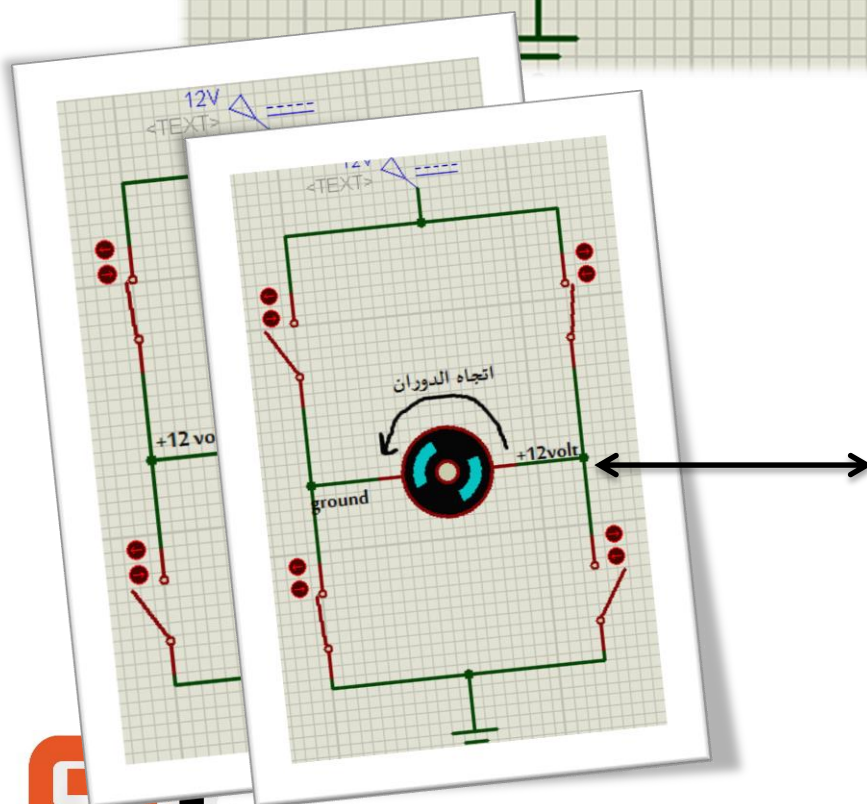 12V
<TEXT>
+12 vo
12V
<TEXT>
اتجاه الدوران
+12volt
ground